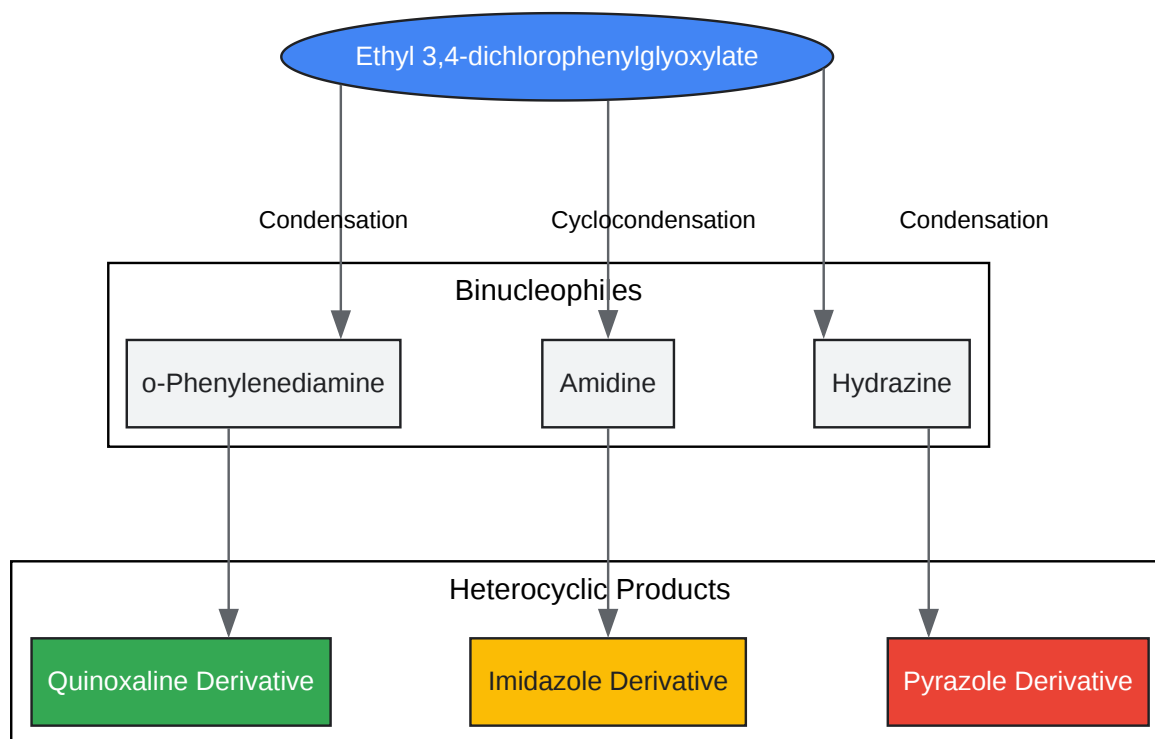 Ethyl 3,4-dichlorophenylglyoxylate
Condensation
Cyclocondensation
Condensation
Binucleophiles
o-Phenylenediamine
Amidine
Hydrazine
Heterocyclic Products
Quinoxaline Derivative
Imidazole Derivative
Pyrazole Derivative